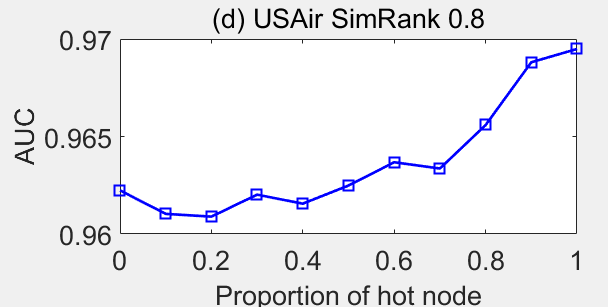 (d) USAir SimRank 0.8
AUC
0.97
0.965
0.96
0 0.2 0.4 0.6 0.8 1
Proportion of hot node